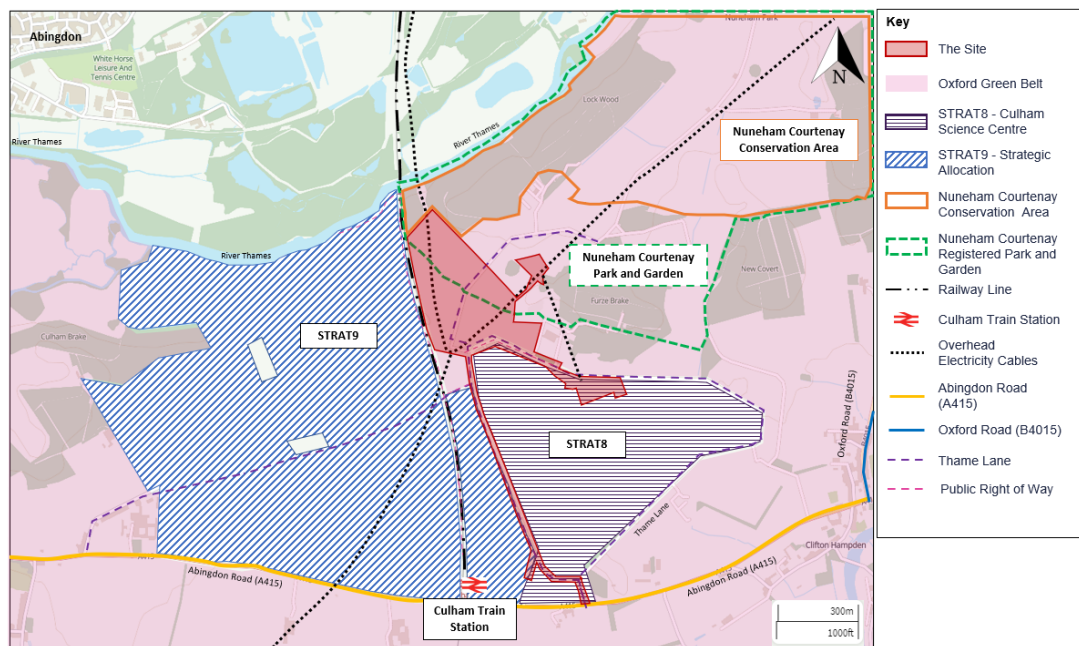 Abingdon
White Horse
Leisure And
Tennis Centre
River Thames
River Thames
River Thames
Nuneham Park
Lock Wood
Nuneham Courtenay
Conservation Area
N
Nuneham Courtenay
Park and Garden
New Covert
Furze Brake
Culham Brake
STRAT9
STRAT8
Thame Lane
Oxford Road (B4015)
B4015
Clifton Hampden
Abingdon Road (A415)
Abingdon Road (A415)
Culham Train
Station
300m
1000ft
Key
The Site
Oxford Green Belt
STRAT8 - Culham
Science Centre
STRAT9 - Strategic
Allocation
Nuneham Courtenay
Conservation Area
Nuneham Courtenay
Registered Park and
Garden
Railway Line
Culham Train Station
Overhead
Electricity Cables
Abingdon Road
(A415)
Oxford Road (B4015)
Thame Lane
Public Right of Way